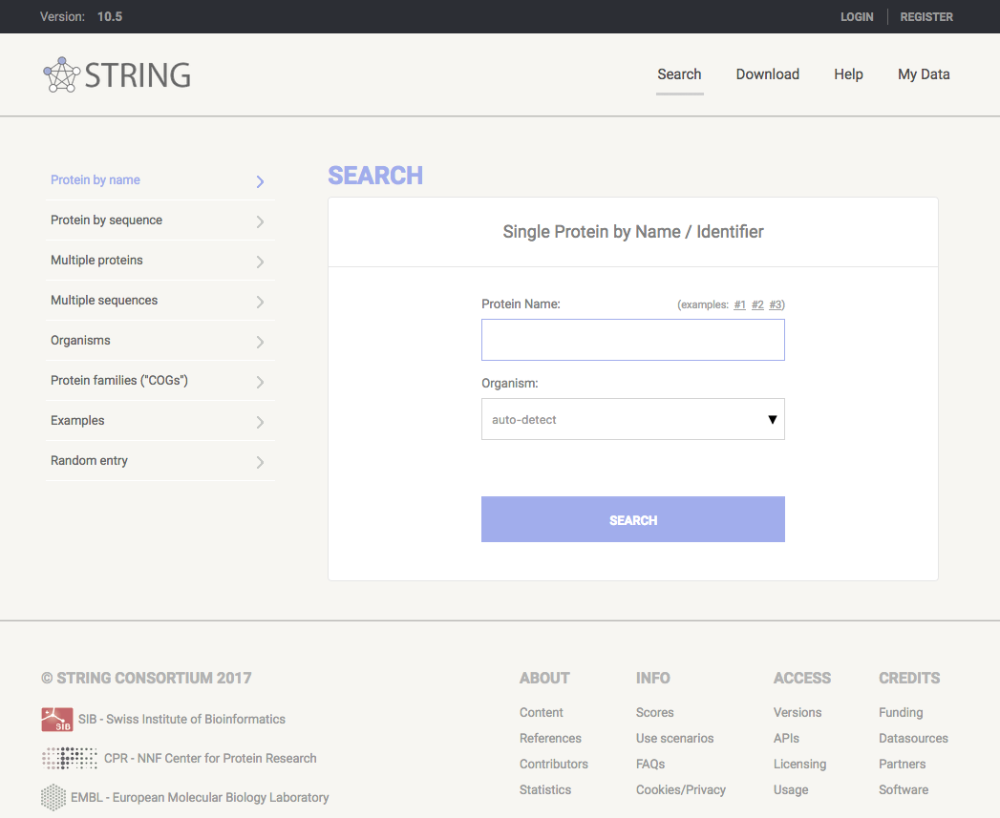 Version: 10.5
LOGIN
REGISTER
STRING
Search
Download
Help
My Data
Protein by name
Protein by sequence
Multiple proteins
Multiple sequences
Organisms
Protein families ("COGs")
Examples
Random entry
SEARCH
Single Protein by Name / Identifier
Protein Name: (examples: #1 #2 #3)
Organism:
auto-detect
SEARCH
© STRING CONSORTIUM 2017
SIB
SIB - Swiss Institute of Bioinformatics
CPR - NNF Center for Protein Research
EMBL - European Molecular Biology Laboratory
ABOUT
Content
References
Contributors
Statistics
INFO
Scores
Use scenarios
FAQs
Cookies/Privacy
ACCESS
Versions
APIs
Licensing
Usage
CREDITS
Funding
Datasources
Partners
Software